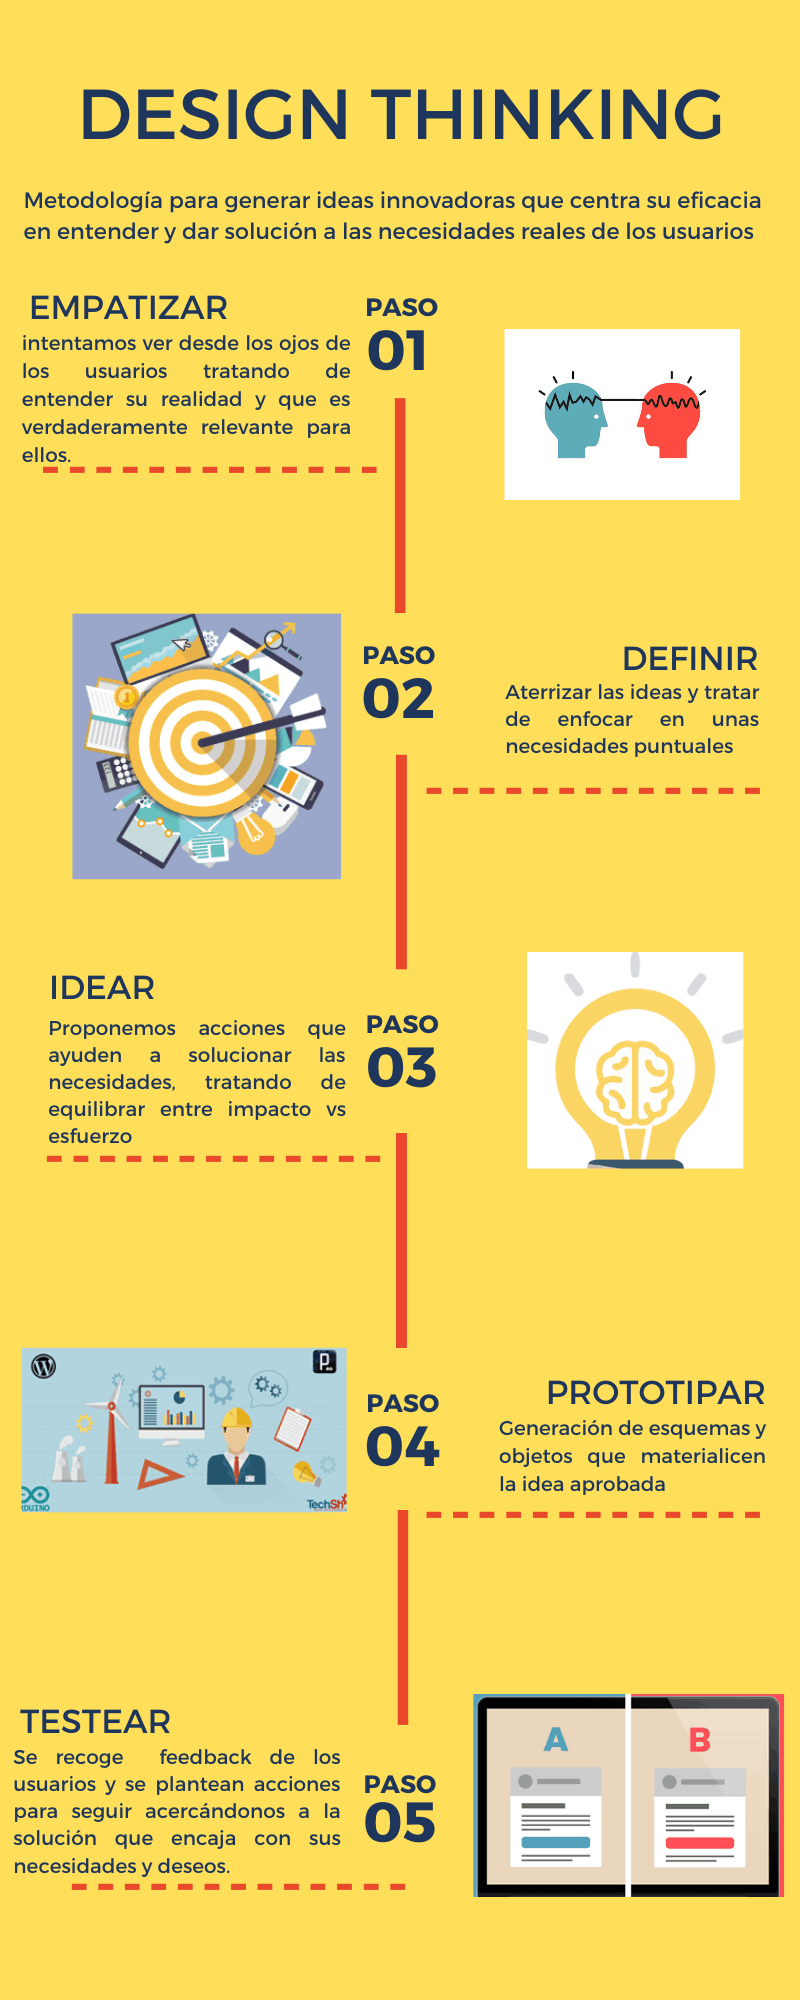 DESIGN THINKING
Metodología para generar ideas innovadoras que centra su eficacia
en entender y dar solución a las necesidades reales de los usuarios
EMPATIZAR
intentamos ver desde los ojos de
los usuarios tratando de
entender su realidad y que es
verdaderamente relevante para
ellos.
PASO
01
PASO
02
DEFINIR
Aterrizar las ideas y tratar
de enfocar en unas
necesidades puntuales
IDEAR
Proponemos acciones que
ayuden a solucionar las
necesidades, tratando de
equilibrar entre impacto vs
esfuerzo
PASO
03
W
P
RDUINO
TechSh
PASO
04
PROTOTIPAR
Generación de esquemas y
objetos que materialicen
la idea aprobada
TESTEAR
Se recoge feedback de los
usuarios y se plantean acciones
para seguir acercándonos a la
solución que encaja con sus
necesidades y deseos.
PASO
05
A
B